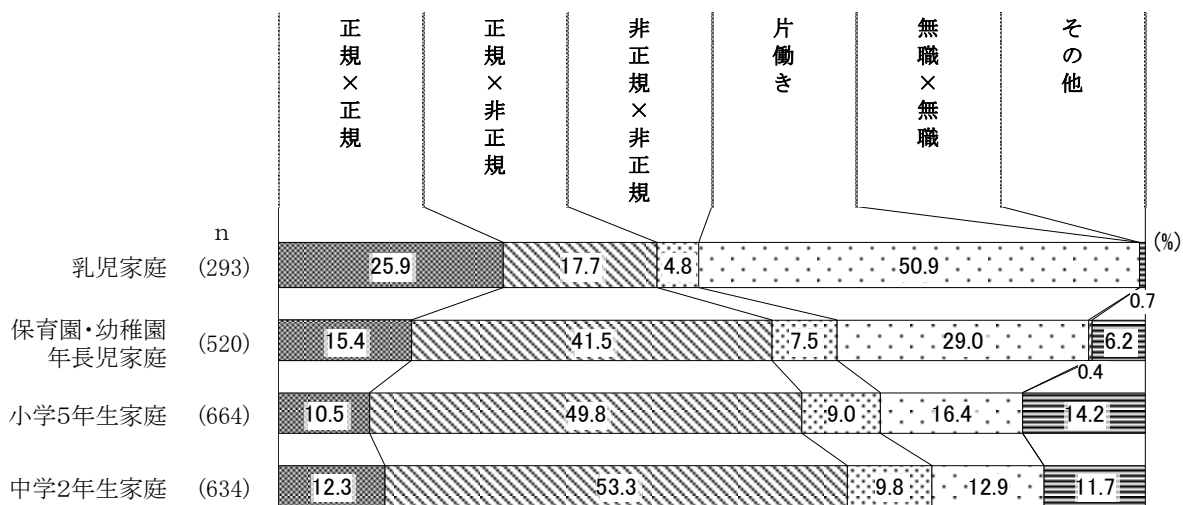 正規×正規
正規×非正規
非正規×非正規
片働き
無職×無職
その他
n
(%)
乳児家庭 (293) 25.9 17.7 4.8 50.9
0.7
保育園・幼稚園
年長児家庭 (520) 15.4 41.5 7.5 29.0 6.2
0.4
小学5年生家庭 (664) 10.5 49.8 9.0 16.4 14.2
中学2年生家庭 (634) 12.3 53.3 9.8 12.9 11.7